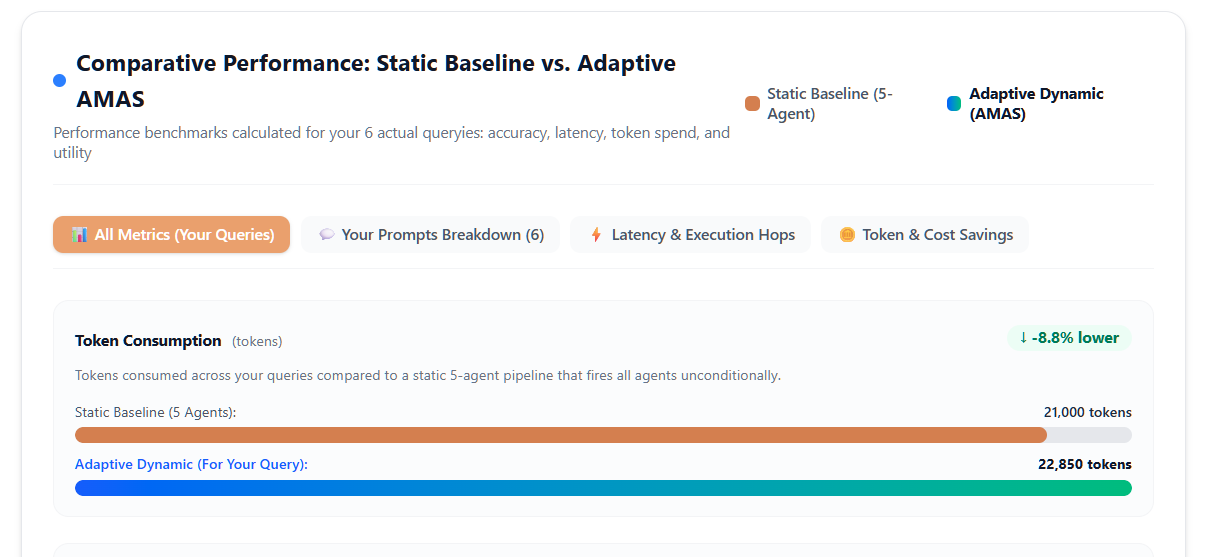 Comparative Performance: Static Baseline vs. Adaptive
AMAS
Performance benchmarks calculated for your 6 actual queryies: accuracy, latency, token spend, and
utility
Static Baseline (5-
Agent)
Adaptive Dynamic
(AMAS)
All Metrics (Your Queries)
Your Prompts Breakdown (6)
Latency & Execution Hops
Token & Cost Savings
Token Consumption (tokens)
↓ -8.8% lower
Tokens consumed across your queries compared to a static 5-agent pipeline that fires all agents unconditionally.
Static Baseline (5 Agents): 21,000 tokens
Adaptive Dynamic (For Your Query): 22,850 tokens